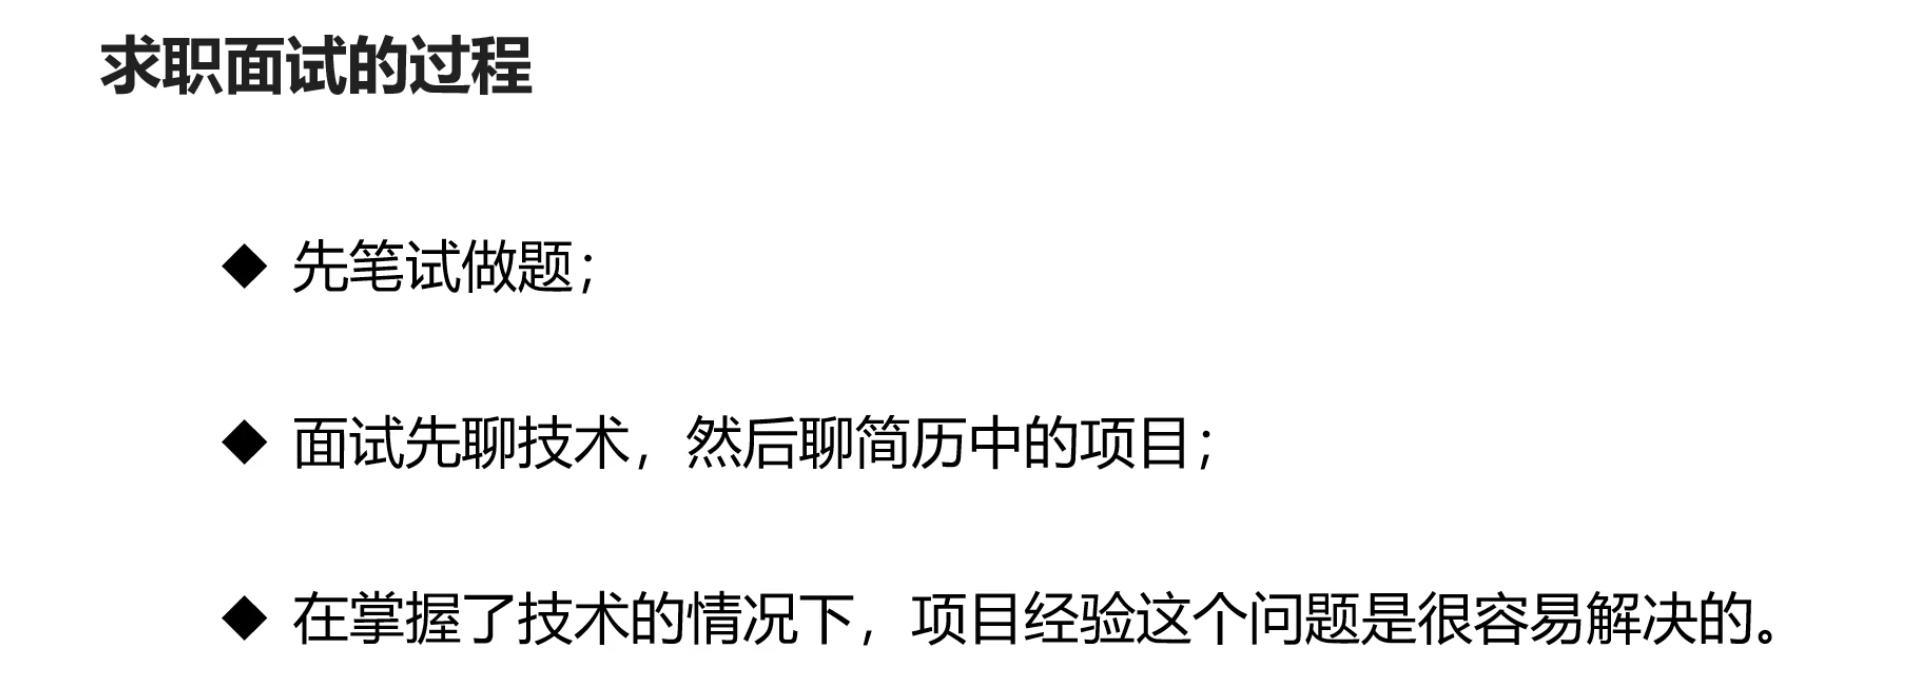 求职面试的过程
◆ 先笔试做题；
◆ 面试先聊技术，然后聊简历中的项目；
◆ 在掌握了技术的情况下，项目经验这个问题是很容易解决的。